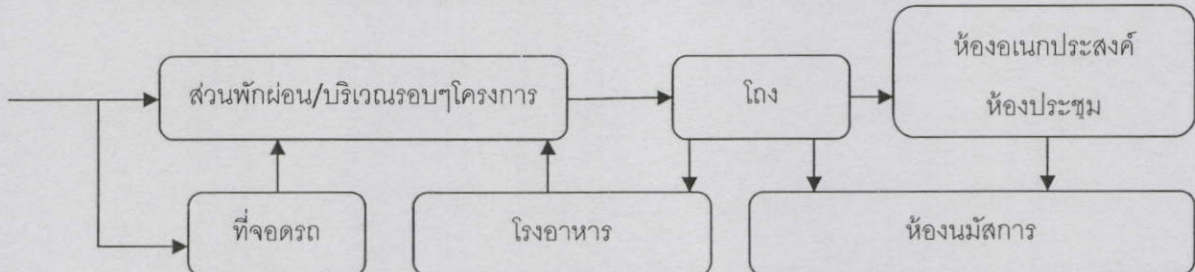 ห้องอเนกประสงค์
ห้องประชุม
ส่วนพักผ่อน/บริเวณรอบๆโครงการ
โถง
ที่จอดรถ
โรงอาหาร
ห้องนมัสการ